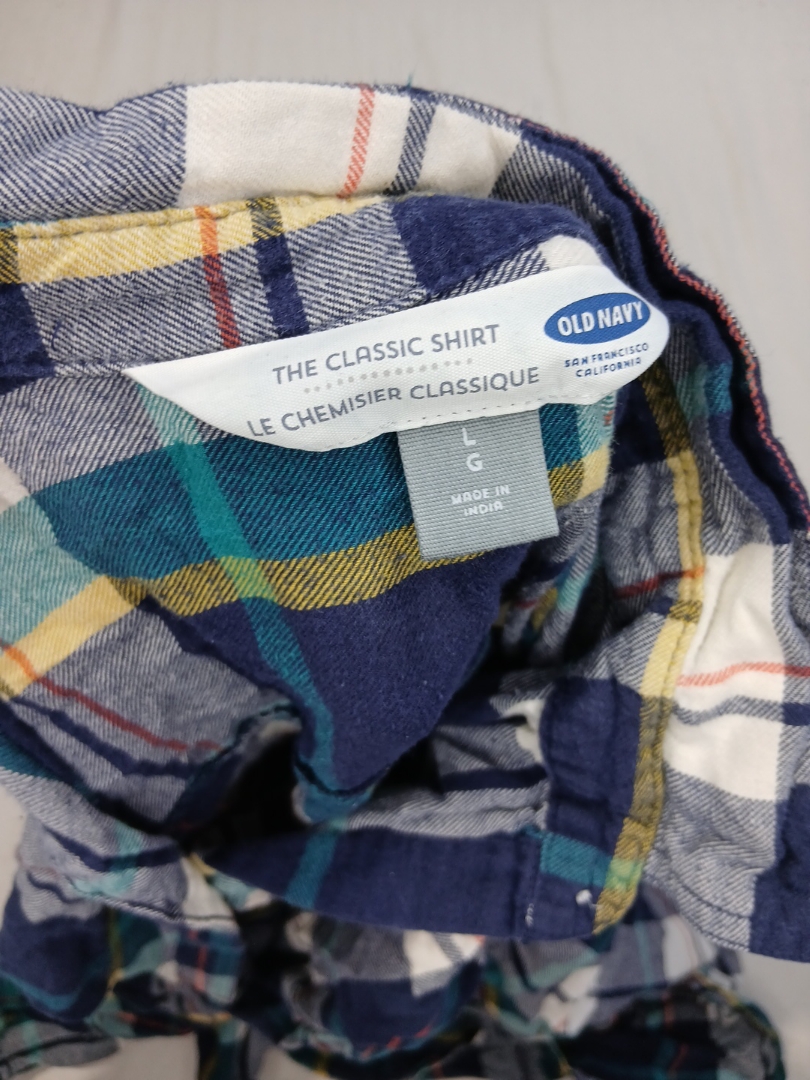 THE CLASSIC SHIRT
LE CHEMISIER CLASSIQUE
OLD NAVY
SAN FRANCISCO
CALIFORNIA
L
G
MADE IN
INDIA